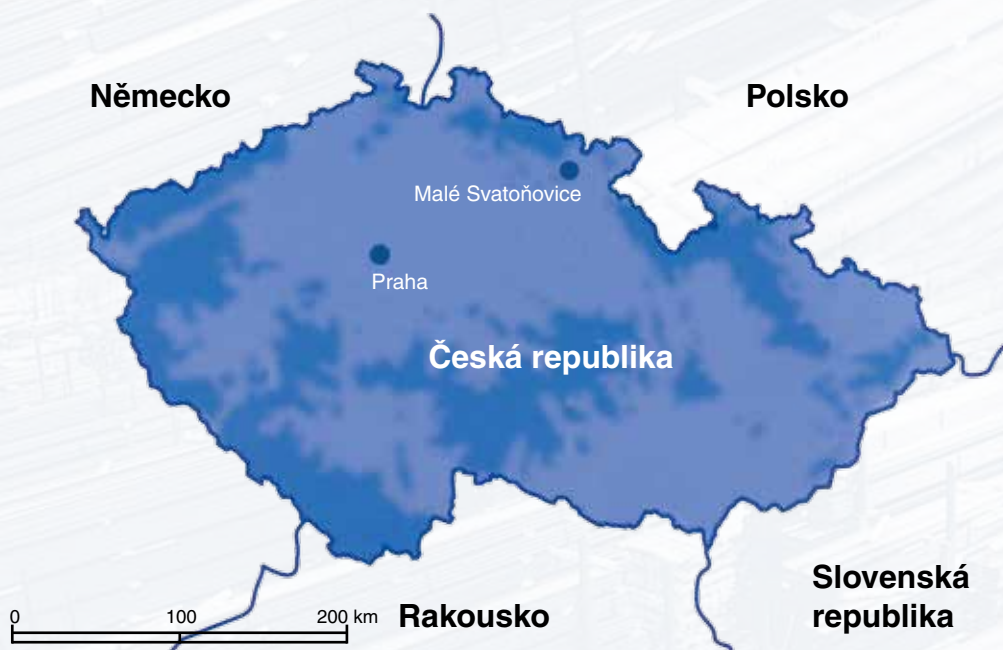 Německo
Polsko
Malé Svatoňovice
Praha
Česká republika
Slovenská
republika
0 100 200 km
Rakousko